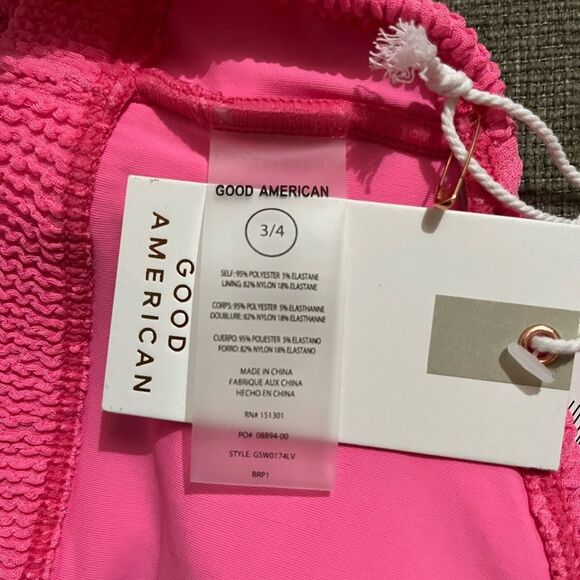 GOOD AMERICAN
3/4
SELF: 95% POLYESTER 5% ELASTANE
LINING: 82% NYLON 18% ELASTANE
CORPS: 95% POLYESTER 5% ELASTHANNE
DOUBLURE: 82% NYLON 18% ELASTHANNE
CUERPO: 95% POLIESTER 5% ELASTANO
FORRO: 82% NYLON 18% ELASTANO
MADE IN CHINA
FABRIQUE AUX CHINA
HECHO EN CHINA
RN# 151301
PO# 08894-00
STYLE: GSW0174LV
BRP1
GOOD
AMERICAN